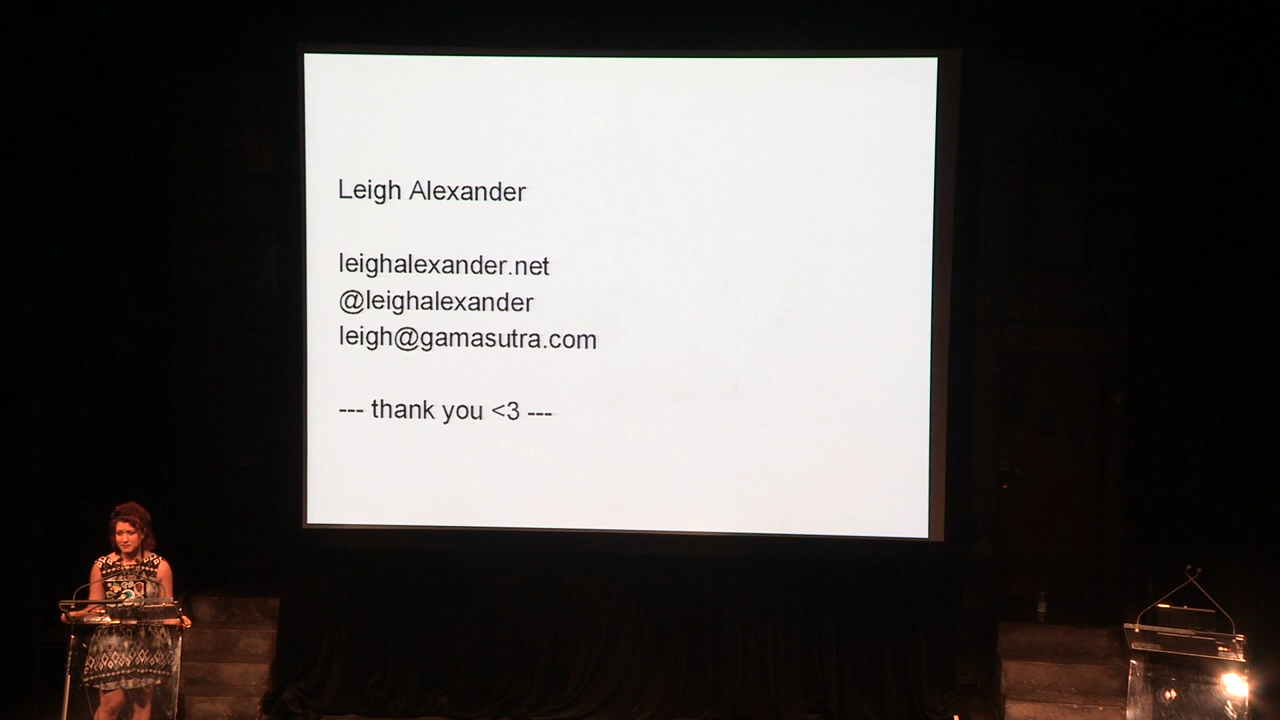 Leigh Alexander
leighalexander.net
@leighalexander
leigh@gamasutra.com
--- thank you <3 ---